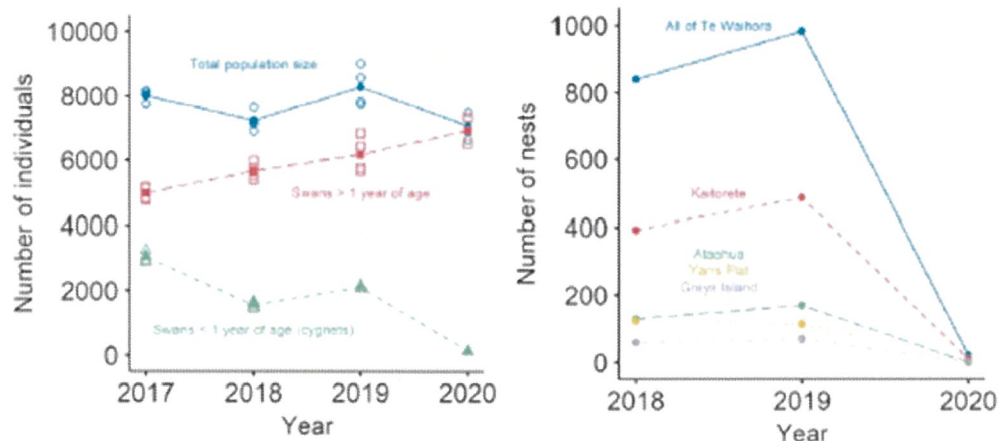 10000
8000
6000
4000
2000
0
Number of individuals
Total population size
Swans > 1 year of age
Swans < 1 year of age (cygnets)
2017 2018 2019 2020
Year
1000
800
600
400
200
0
Number of nests
All of Te Waihora
Kaitorete
Ataahua
Yarrs Flat
Greys Island
2018 2019 2020
Year